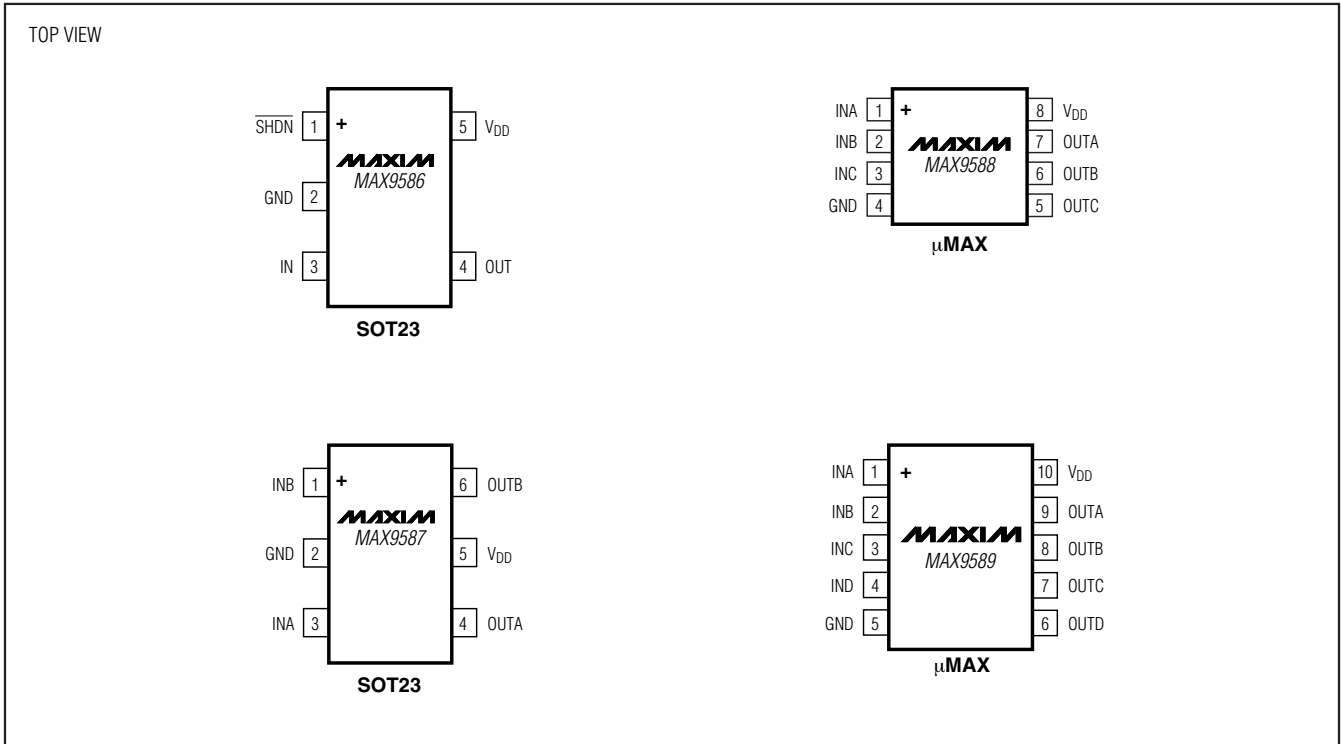 TOP VIEW
SHDN 1 + 5 VDD
MAXIM
MAX9586
GND 2
IN 3 4 OUT
SOT23
INA 1 + 8 VDD
INB 2 MAXIM 7 OUTA
MAX9588
INC 3 6 OUTB
GND 4 5 OUTC
μMAX
INB 1 + 6 OUTB
MAXIM
MAX9587
GND 2 5 VDD
INA 3 4 OUTA
SOT23
INA 1 + 10 VDD
INB 2 9 OUTA
MAXIM
INC 3 8 OUTB
MAX9589
IND 4 7 OUTC
GND 5 6 OUTD
μMAX